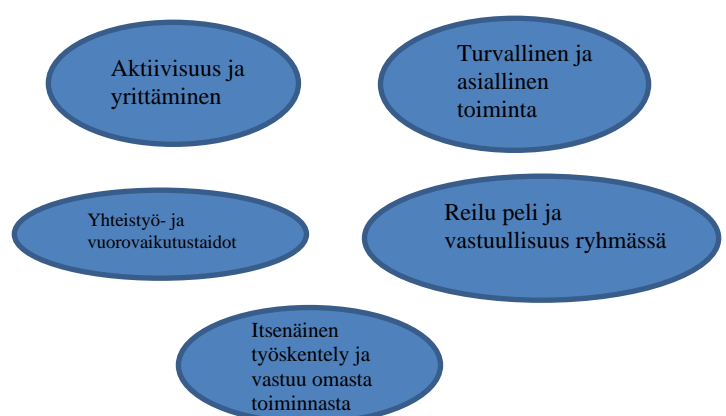 Aktiivisuus ja
yrittäminen
Turvallinen ja
asiallinen
toiminta
Yhteistyö- ja
vuorovaikutustaidot
Reilu peli ja
vastuullisuus ryhmässä
Itsenäinen
työskentely ja
vastuu omasta
toiminnasta